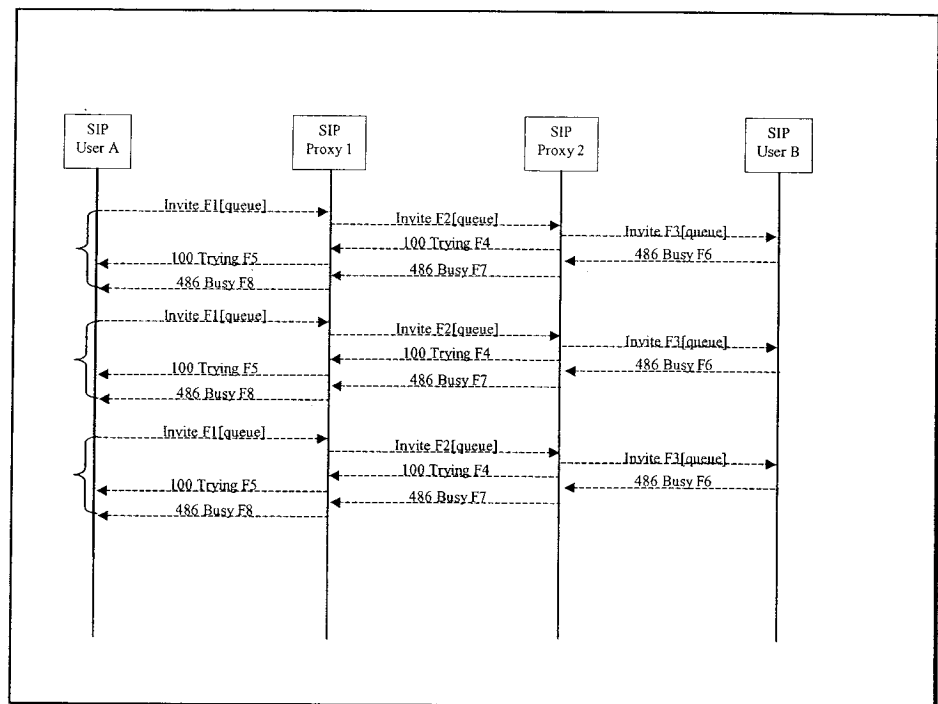 SIP
User A
SIP
Proxy 1
SIP
Proxy 2
SIP
User B
Invite F1[queue]
Invite F2[queue]
Invite F3[queue]
100 Trying F4
486 Busy F6
100 Trying F5
486 Busy F7
486 Busy F8
Invite F1[queue]
Invite F2[queue]
Invite F3[queue]
100 Trying F4
486 Busy F6
100 Trying F5
486 Busy F7
486 Busy F8
Invite F1[queue]
Invite F2[queue]
Invite F3[queue]
100 Trying F4
486 Busy F6
100 Trying F5
486 Busy F7
486 Busy F8